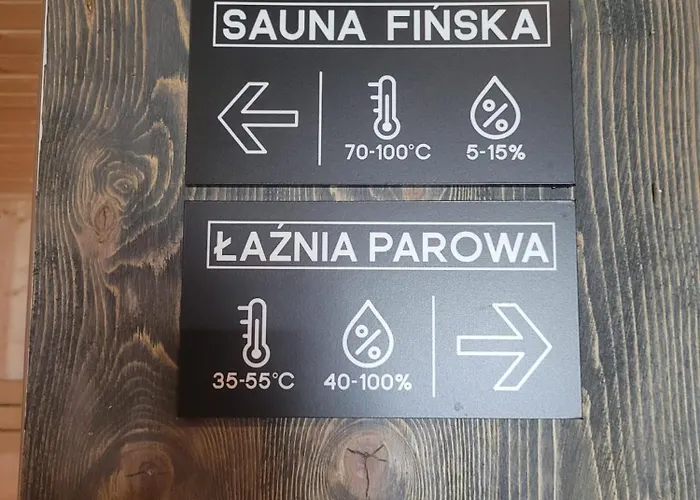 SAUNA FIŃSKA
70-100°C 5-15%
ŁAŹNIA PAROWA
35-55°C 40-100%